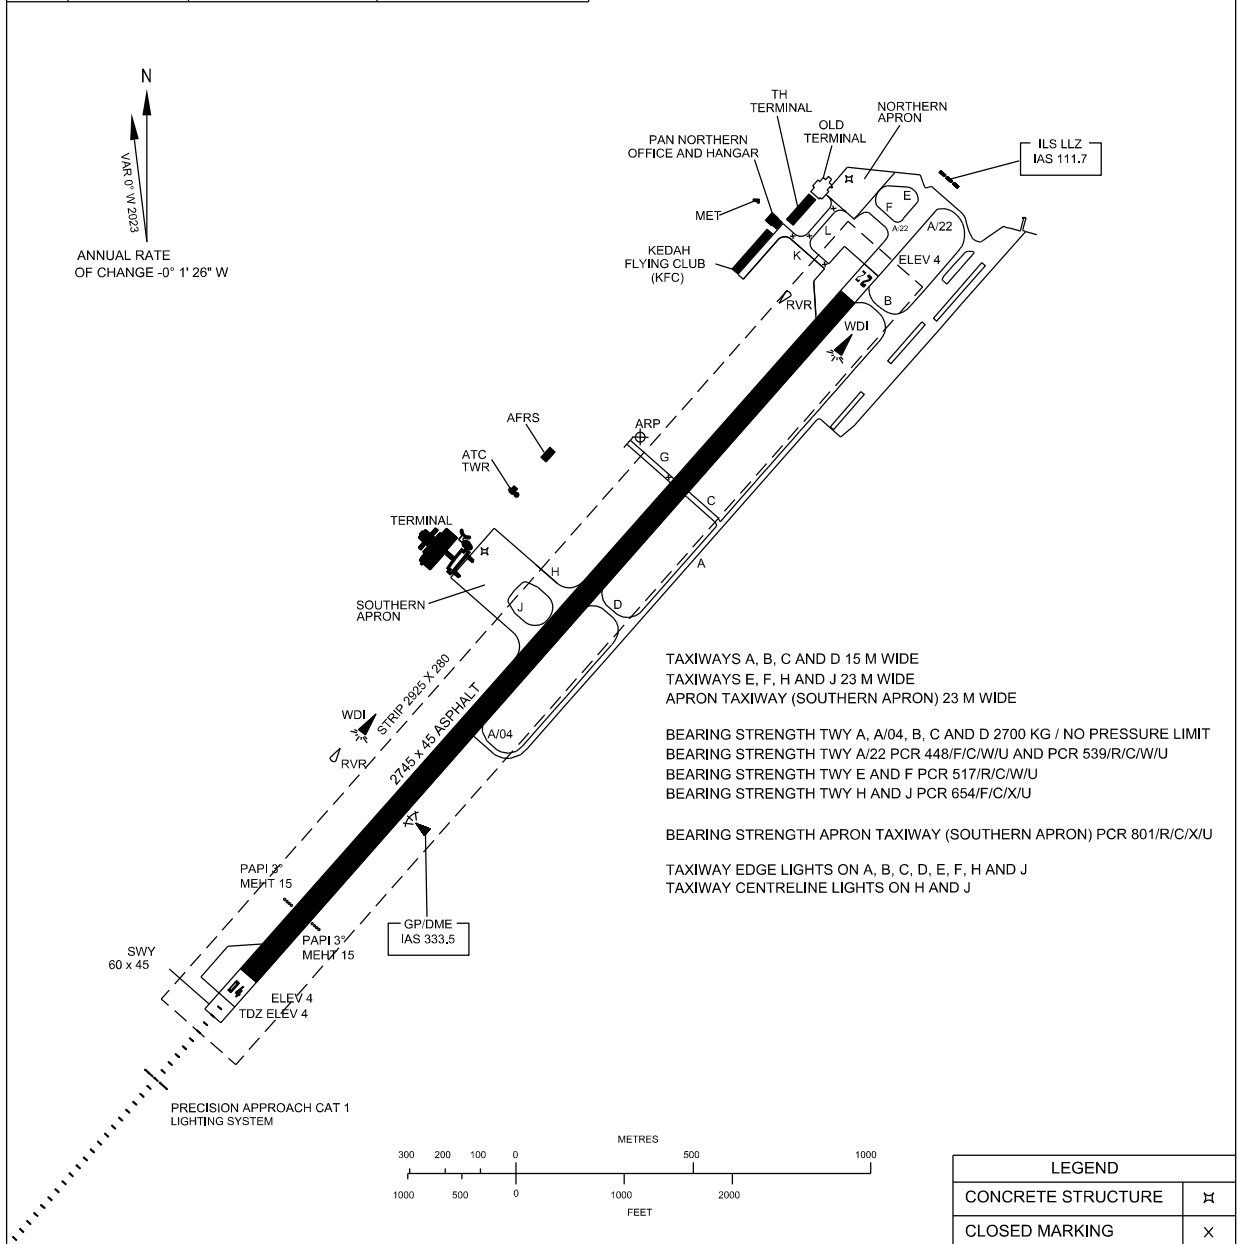 N
VAR 0° W 2023
ANNUAL RATE
OF CHANGE -0° 1' 26" W
TH
TERMINAL
OLD
TERMINAL
NORTHERN
APRON
PAN NORTHERN
OFFICE AND HANGAR
ILS LLZ
IAS 111.7
MET
KEDAH
FLYING CLUB
(KFC)
E
F
A/22
A/22
L
K
ELEV 4
22
B
RVR
WDI
ARP
G
C
A
AFRS
ATC
TWR
TERMINAL
H
J
D
SOUTHERN
APRON
STRIP 2925 X 280
2745 x 45 ASPHALT
WDI
RVR
A/04
TAXIWAYS A, B, C AND D 15 M WIDE
TAXIWAYS E, F, H AND J 23 M WIDE
APRON TAXIWAY (SOUTHERN APRON) 23 M WIDE
BEARING STRENGTH TWY A, A/04, B, C AND D 2700 KG / NO PRESSURE LIMIT
BEARING STRENGTH TWY A/22 PCR 448/F/C/W/U AND PCR 539/R/C/W/U
BEARING STRENGTH TWY E AND F PCR 517/R/C/W/U
BEARING STRENGTH TWY H AND J PCR 654/F/C/X/U
BEARING STRENGTH APRON TAXIWAY (SOUTHERN APRON) PCR 801/R/C/X/U
TAXIWAY EDGE LIGHTS ON A, B, C, D, E, F, H AND J
TAXIWAY CENTRELINE LIGHTS ON H AND J
PAPI 3°
MEHT 15
PAPI 3°
MEHT 15
GP/DME
IAS 333.5
SWY
60 x 45
04
ELEV 4
TDZ ELEV 4
PRECISION APPROACH CAT 1
LIGHTING SYSTEM
METRES
300 200 100 0 500 1000
1000 500 0 1000 2000
FEET
LEGEND
CONCRETE STRUCTURE
CLOSED MARKING X